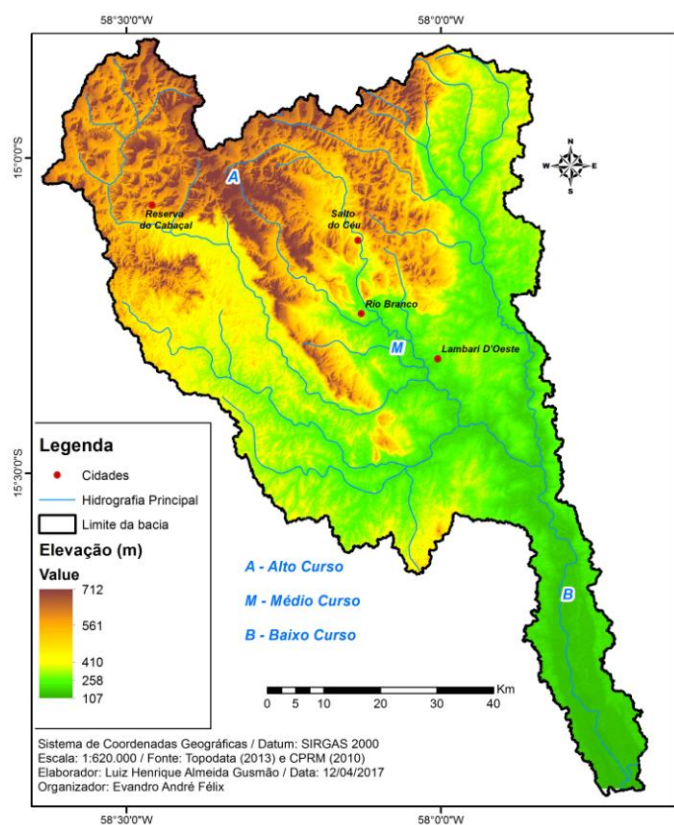 58°30'0"W
58°0'0"W
15°0'0"S
N
W
E
S
A
Reserva
do Cabaçal
Salto
do Céu
Rio Branco
M
Lambari D'Oeste
Legenda
Cidades
Hidrografia Principal
Limite da bacia
Elevação (m)
Value
712
561
410
258
107
15°30'0"S
A - Alto Curso
M - Médio Curso
B - Baixo Curso
B
Km
0 5 10 20 30 40
Sistema de Coordenadas Geográficas / Datum: SIRGAS 2000
Escala: 1:620.000 / Fonte: Topodata (2013) e CPRM (2010)
Elaborador: Luiz Henrique Almeida Gusmão / Data: 12/04/2017
Organizador: Evandro André Félix
58°30'0"W
58°0'0"W